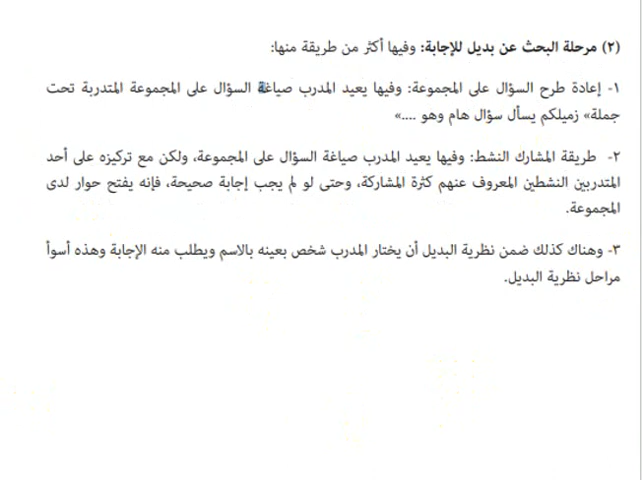 (٢) مرحلة البحث عن بديل للإجابة: وفيها أكثر من طريقة منها:
١- إعادة طرح السؤال على المجموعة: وفيها يعيد المدرب صياغة السؤال على المجموعة المتدربة تحت
جملة» زميلكم يسأل سؤال هام وهو ....»
٢- طريقة المشارك النشط: وفيها يعيد المدرب صياغة السؤال على المجموعة، ولكن مع تركيزه على أحد
المتدربين النشطين المعروف عنهم كثرة المشاركة، وحتى لو لم يجب إجابة صحيحة، فإنه يفتح حوار لدى
المجموعة.
٣- وهناك كذلك ضمن نظرية البديل أن يختار المدرب شخص بعينه بالاسم ويطلب منه الإجابة وهذه أسوأ
مراحل نظرية البديل.